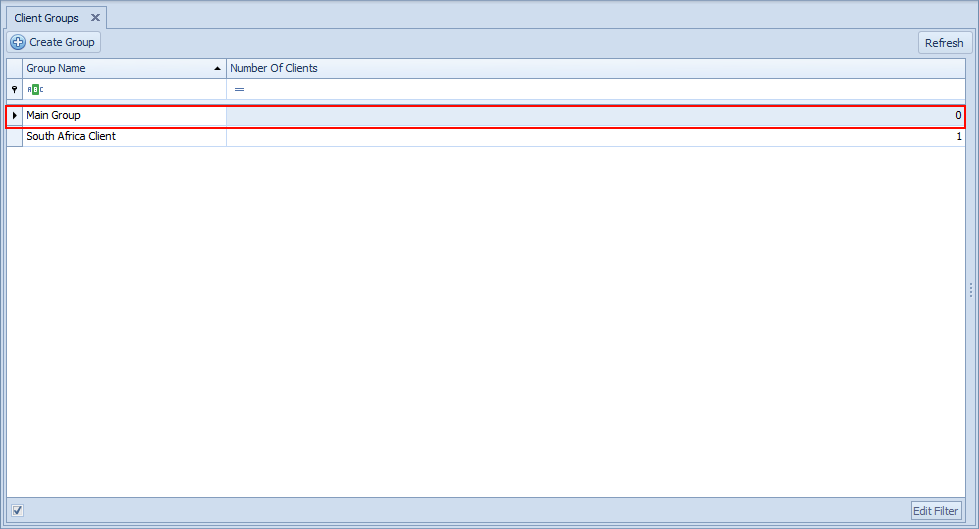 Client Groups
Create Group
Refresh
Group Name Number Of Clients
ABC =
Main Group 0
South Africa Client 1
Edit Filter